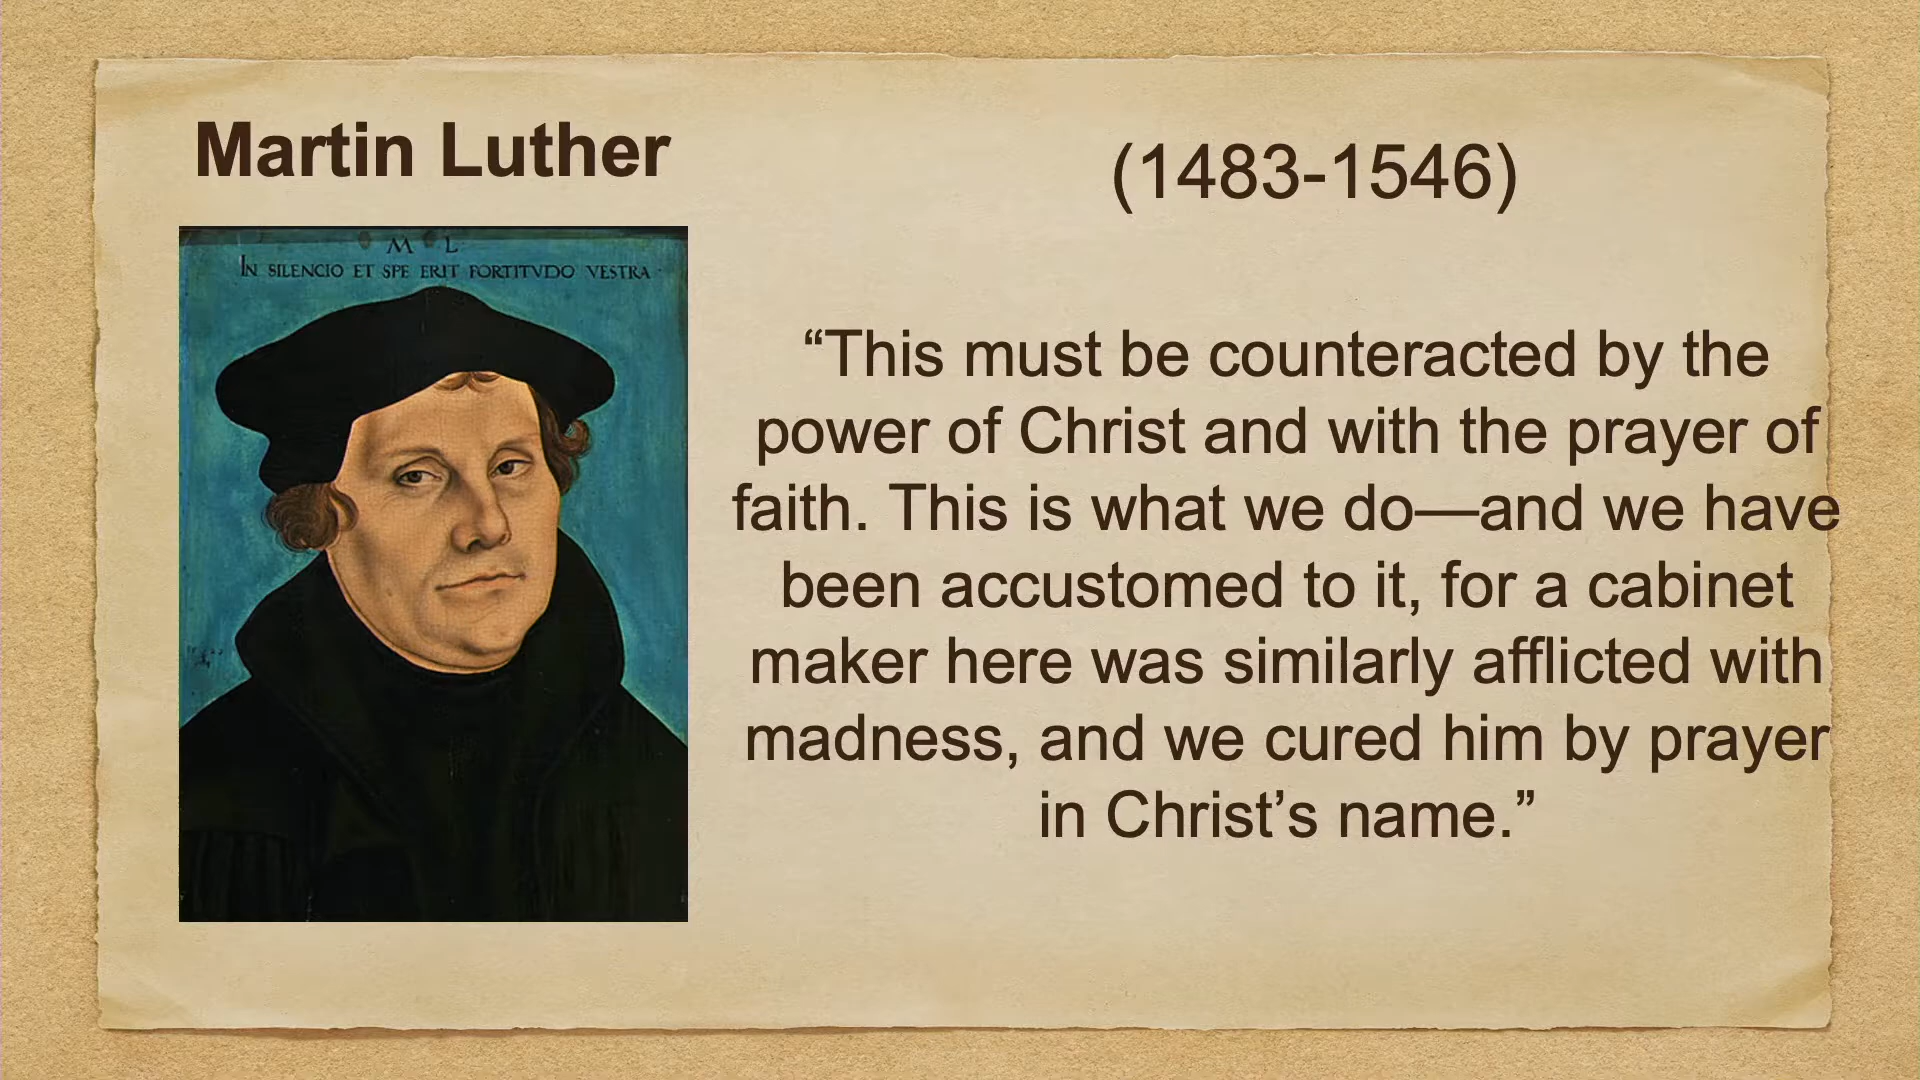 Martin Luther
(1483-1546)
M L
IN SILENCIO ET SPE ERIT FORTITVDO VESTRA
“This must be counteracted by the
power of Christ and with the prayer of
faith. This is what we do—and we have
been accustomed to it, for a cabinet
maker here was similarly afflicted with
madness, and we cured him by prayer
in Christ’s name.”